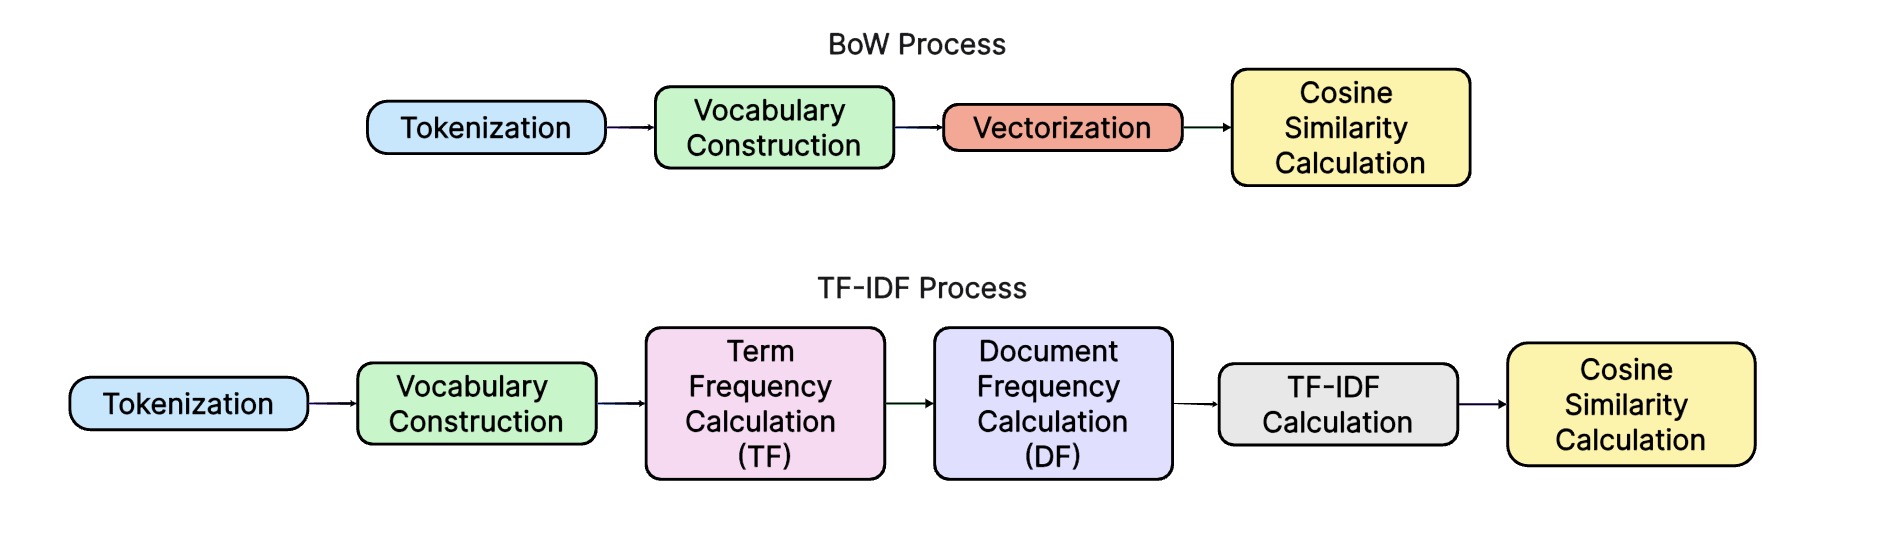 BoW Process
Tokenization
Vocabulary
Construction
Vectorization
Cosine
Similarity
Calculation
TF-IDF Process
Tokenization
Vocabulary
Construction
Term
Frequency
Calculation
(TF)
Document
Frequency
Calculation
(DF)
TF-IDF
Calculation
Cosine
Similarity
Calculation